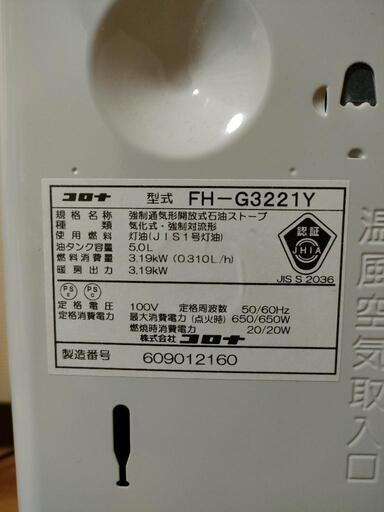 コロナ 型式 FH-G3221Y
規格名称 強制通気形開放式石油ストーブ
種類 気化式・強制対流形
使用燃料 灯油(JIS1号灯油)
油タンク容量 5.0L
燃料消費量 3.19kW (0.310L/h)
暖房出力 3.19kW
認証
JHIA
JIS S 2036
PS E PS C
定格電圧 100V 定格周波数 50/60Hz
定格消費電力 最大消費電力 (点火時) 650/650W
燃焼時消費電力 20/20W
株式会社 コロナ
製造番号 609012160
温風空気取入口